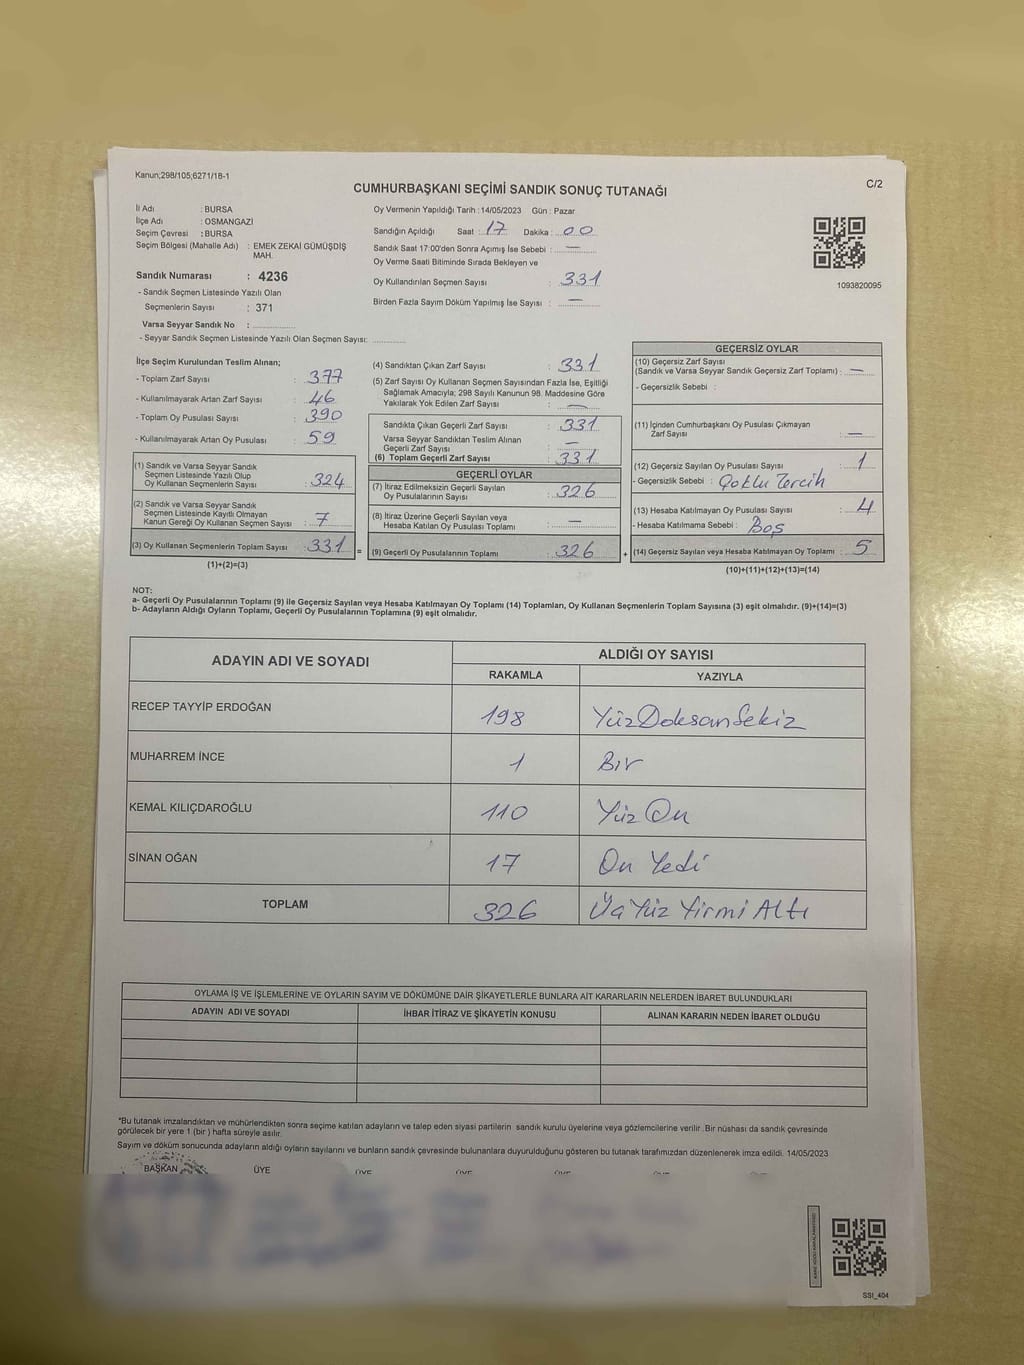 Kanun;298/105;6271/1B-1
C/2
CUMHURBAŞKANI SEÇİMİ SANDIK SONUÇ TUTANAĞI
İl Adı : BURSA
İlçe Adı : OSMANGAZİ
Seçim Çevresi : BURSA
Seçim Bölgesi (Mahalle Adı) : EMEK ZEKAİ GÜMÜŞDİŞ MAH.
Sandık Numarası : 4236
- Sandık Seçmen Listesinde Yazılı Olan
Seçmenlerin Sayısı : 371
Varsa Seyyar Sandık No : ..............
- Seyyar Sandık Seçmen Listesinde Yazılı Olan Seçmen Sayısı: ..............
Oy Vermenin Yapıldığı Tarih : 14/05/2023 Gün : Pazar
Sandığın Açıldığı Saat : 17 Dakika : 00
Sandık Saat 17:00'den Sonra Açımış İse Sebebi : —
Oy Verme Saati Bitiminde Sırada Bekleyen ve
Oy Kullandırılan Seçmen Sayısı : 331
Birden Fazla Sayım Döküm Yapılmış İse Sayısı : —
1093820095
İlçe Seçim Kurulundan Teslim Alınan;
- Toplam Zarf Sayısı : 377
- Kullanılmayarak Artan Zarf Sayısı : 46
- Toplam Oy Pusulası Sayısı : 390
- Kullanılmayarak Artan Oy Pusulası : 59
(1) Sandık ve Varsa Seyyar Sandık
Seçmen Listesinde Yazılı Olup
Oy Kullanan Seçmenlerin Sayısı : 324
(2) Sandık ve Varsa Seyyar Sandık
Seçmen Listesinde Kayıtlı Olmayan
Kanun Gereği Oy Kullanan Seçmen Sayısı : 7
(3) Oy Kullanan Seçmenlerin Toplam Sayısı : 331 =
(1)+(2)=(3)
(4) Sandıktan Çıkan Zarf Sayısı : 331
(5) Zarf Sayısı Oy Kullanan Seçmen Sayısından Fazla İse, Eşitliği
Sağlamak Amacıyla; 298 Sayılı Kanunun 98. Maddesine Göre
Yakılarak Yok Edilen Zarf Sayısı : —
Sandıkta Çıkan Geçerli Zarf Sayısı : 331
Varsa Seyyar Sandıktan Teslim Alınan
Geçerli Zarf Sayısı : —
(6) Toplam Geçerli Zarf Sayısı : 331
GEÇERLİ OYLAR
(7) İtiraz Edilmeksizin Geçerli Sayılan
Oy Pusulalarının Sayısı : 326
(8) İtiraz Üzerine Geçerli Sayılan veya
Hesaba Katılan Oy Pusulası Toplamı : —
(9) Geçerli Oy Pusulalarının Toplamı : 326 +
GEÇERSİZ OYLAR
(10) Geçersiz Zarf Sayısı
(Sandık ve Varsa Seyyar Sandık Geçersiz Zarf Toplamı) : —
- Geçersizlik Sebebi :
(11) İçinden Cumhurbaşkanı Oy Pusulası Çıkmayan
Zarf Sayısı : —
(12) Geçersiz Sayılan Oy Pusulası Sayısı : 1
- Geçersizlik Sebebi : Çoklu Tercih
(13) Hesaba Katılmayan Oy Pusulası Sayısı : 4
- Hesaba Katılmama Sebebi : Boş
(14) Geçersiz Sayılan veya Hesaba Katılmayan Oy Toplamı : 5
(10)+(11)+(12)+(13)=(14)
NOT:
a- Geçerli Oy Pusulalarının Toplamı (9) ile Geçersiz Sayılan veya Hesaba Katılmayan Oy Toplamı (14) Toplamları, Oy Kullanan Seçmenlerin Toplam Sayısına (3) eşit olmalıdır. (9)+(14)=(3)
b- Adayların Aldığı Oyların Toplamı, Geçerli Oy Pusulalarının Toplamına (9) eşit olmalıdır.
ADAYIN ADI VE SOYADI ALDIĞI OY SAYISI
RAKAMLA YAZIYLA
RECEP TAYYİP ERDOĞAN 198 YüzDoksanSekiz
MUHARREM İNCE 1 Bir
KEMAL KILIÇDAROĞLU 110 Yüz On
SİNAN OĞAN 17 On Yedi
TOPLAM 326 Üç Yüz Yirmi Altı
OYLAMA İŞ VE İŞLEMLERİNE VE OYLARIN SAYIM VE DÖKÜMÜNE DAİR ŞİKAYETLERLE BUNLARA AİT KARARLARIN NELERDEN İBARET BULUNDUKLARI
ADAYIN ADI VE SOYADI İHBAR İTİRAZ VE ŞİKAYETİN KONUSU ALINAN KARARIN NEDEN İBARET OLDUĞU
*Bu tutanak imzalandıktan ve mühürlendikten sonra seçime katılan adayların ve talep eden siyasi partilerin sandık kurulu üyelerine veya gözlemcilerine verilir .Bir nüshası da sandık çevresinde
görülecek bir yere 1 (bir ) hafta süreyle asılır.
Sayım ve döküm sonucunda adayların aldığı oyların sayılarını ve bunların sandık çevresinde bulunanlara duyurulduğunu gösteren bu tutanak tarafımızdan düzenlenerek imza edildi. 14/05/2023
BAŞKAN ÜYE ÜYE ÜYE ÜYE
SSI_404